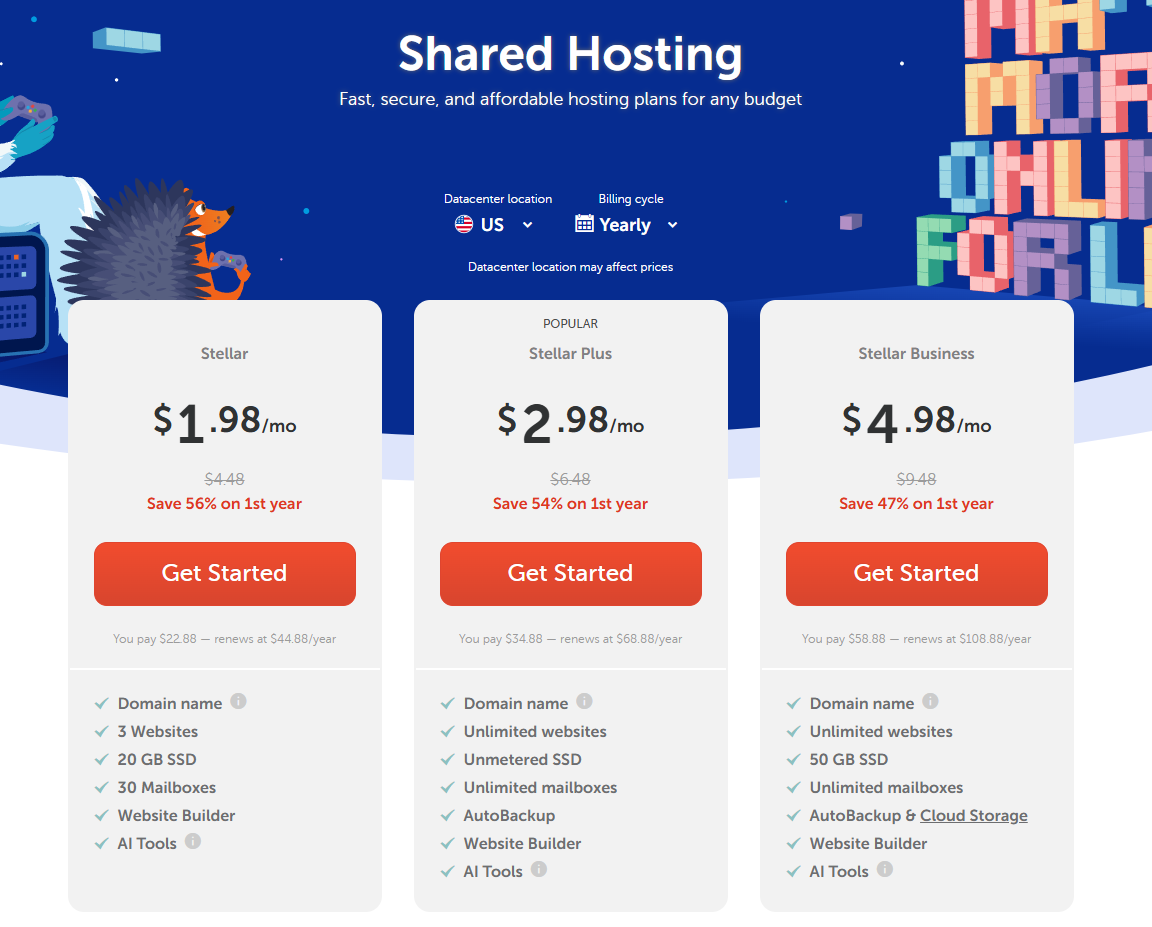 Shared Hosting
Fast, secure, and affordable hosting plans for any budget
Datacenter location
Billing cycle
US
Yearly
Datacenter location may affect prices
Stellar
$1.98/mo
$4.48
Save 56% on 1st year
Get Started
You pay $22.88 — renews at $44.88/year
Domain name
3 Websites
20 GB SSD
30 Mailboxes
Website Builder
AI Tools
POPULAR
Stellar Plus
$2.98/mo
$6.48
Save 54% on 1st year
Get Started
You pay $34.88 — renews at $68.88/year
Domain name
Unlimited websites
Unmetered SSD
Unlimited mailboxes
AutoBackup
Website Builder
AI Tools
Stellar Business
$4.98/mo
$9.48
Save 47% on 1st year
Get Started
You pay $58.88 — renews at $108.88/year
Domain name
Unlimited websites
50 GB SSD
Unlimited mailboxes
AutoBackup & Cloud Storage
Website Builder
AI Tools